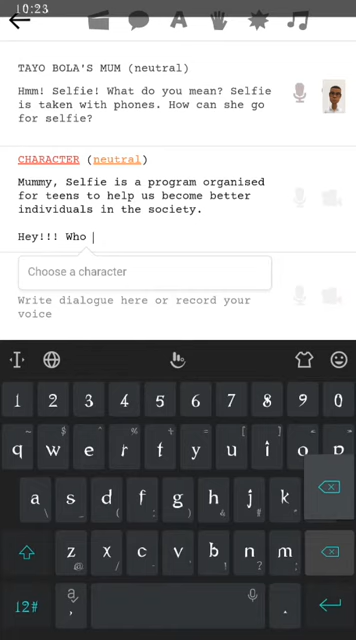 10:23
TAYO BOLA'S MUM (neutral)
Hmm! Selfie! What do you mean? Selfie
is taken with phones. How can she go
for selfie?
CHARACTER (neutral)
Mummy, Selfie is a program organised
for teens to help us become better
individuals in the society.
Hey!!! Who
Choose a character
Write dialogue here or record your
voice
1 2 3 4 5 6 7 8 9 0
q w e r t y u i o p
a s d f g h j k
z x c v b n m
12# , .